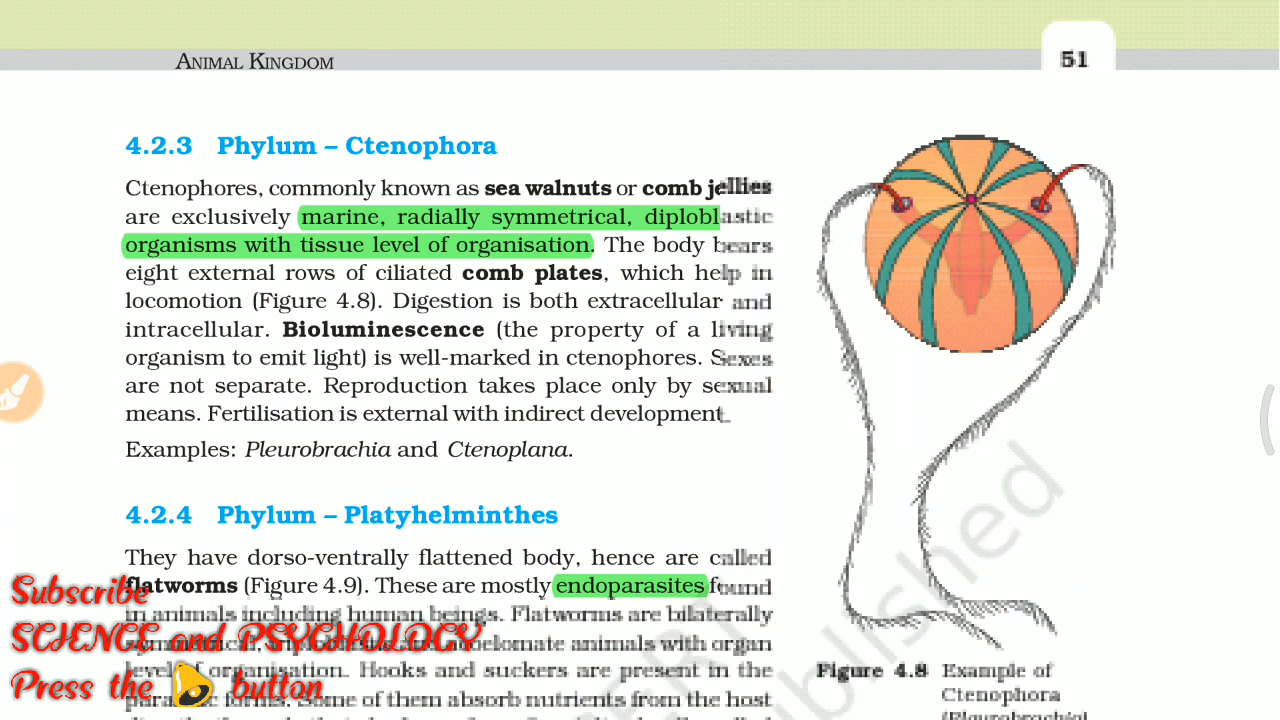 ANIMAL KINGDOM
51
4.2.3 Phylum – Ctenophora
Ctenophores, commonly known as sea walnuts or comb jellies
are exclusively marine, radially symmetrical, diploblastic
organisms with tissue level of organisation. The body bears
eight external rows of ciliated comb plates, which help in
locomotion (Figure 4.8). Digestion is both extracellular and
intracellular. Bioluminescence (the property of a living
organism to emit light) is well-marked in ctenophores. Sexes
are not separate. Reproduction takes place only by sexual
means. Fertilisation is external with indirect development.
Examples: Pleurobrachia and Ctenoplana.
4.2.4 Phylum – Platyhelminthes
They have dorso-ventrally flattened body, hence are called
flatworms (Figure 4.9). These are mostly endoparasites found
in animals including human beings. Flatworms are bilaterally
acoelomate animals with organ
level of organisation. Hooks and suckers are present in the
forms. Some of them absorb nutrients from the host
Subscribe
SCIENCE and PSYCHOLOGY
Press the button
Figure 4.8 Example of
Ctenophora
(Pleurobrachia)
published